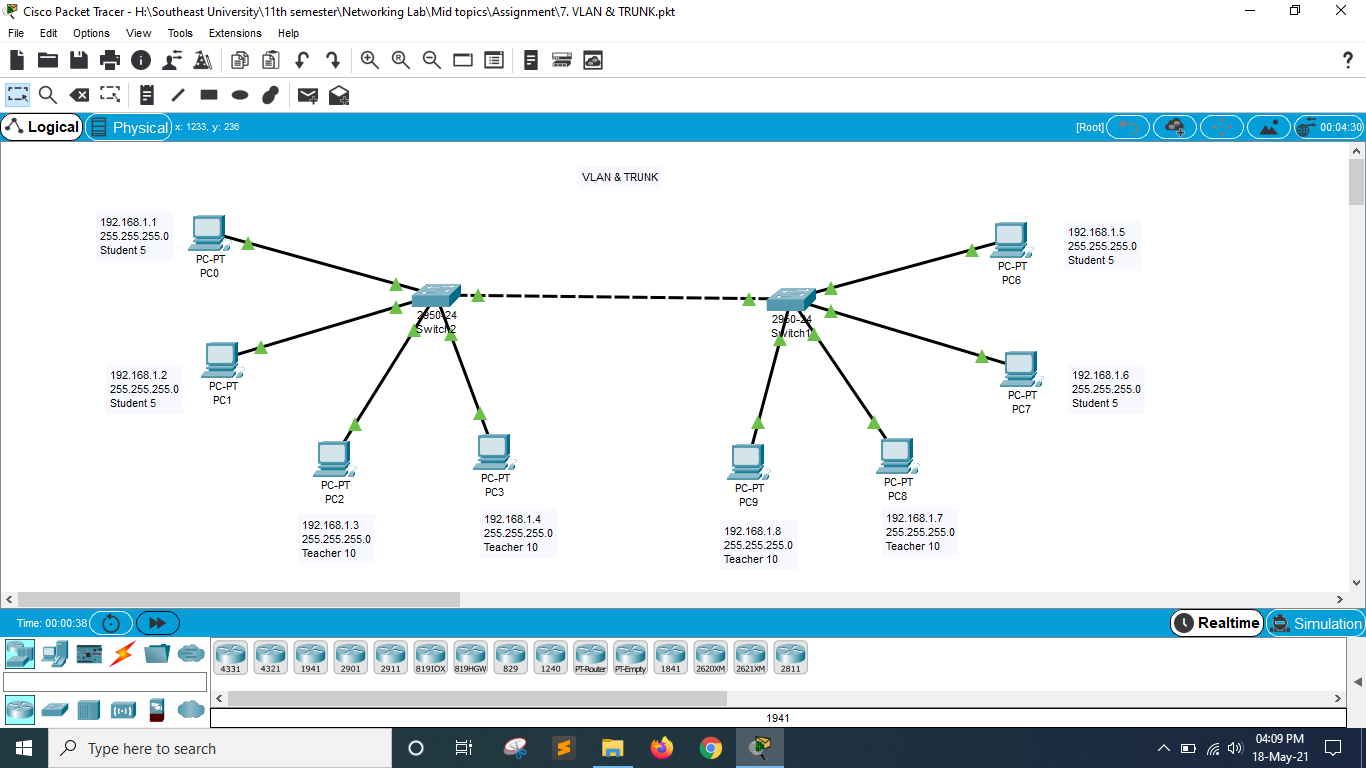 Cisco Packet Tracer - H:\Southeast University\11th semester\Networking Lab\Mid topics\Assignment\7. VLAN & TRUNK.pkt
File Edit Options View Tools Extensions Help
?
Logical Physical x: 1233, y: 236 [Root] 00:04:30
VLAN & TRUNK
192.168.1.1
255.255.255.0
Student 5
PC-PT
PC0
192.168.1.2
255.255.255.0
Student 5
PC-PT
PC1
2950-24
Switch2
PC-PT
PC2
192.168.1.3
255.255.255.0
Teacher 10
PC-PT
PC3
192.168.1.4
255.255.255.0
Teacher 10
2950-24
Switch1
PC-PT
PC6
192.168.1.5
255.255.255.0
Student 5
PC-PT
PC7
192.168.1.6
255.255.255.0
Student 5
PC-PT
PC9
192.168.1.8
255.255.255.0
Teacher 10
PC-PT
PC8
192.168.1.7
255.255.255.0
Teacher 10
Time: 00:00:38 Realtime Simulation
4331 4321 1941 2901 2911 819IOX 819HGW 829 1240 PT-Router PT-Empty 1841 2620XM 2621XM 2811
1941
Type here to search
04:09 PM
18-May-21